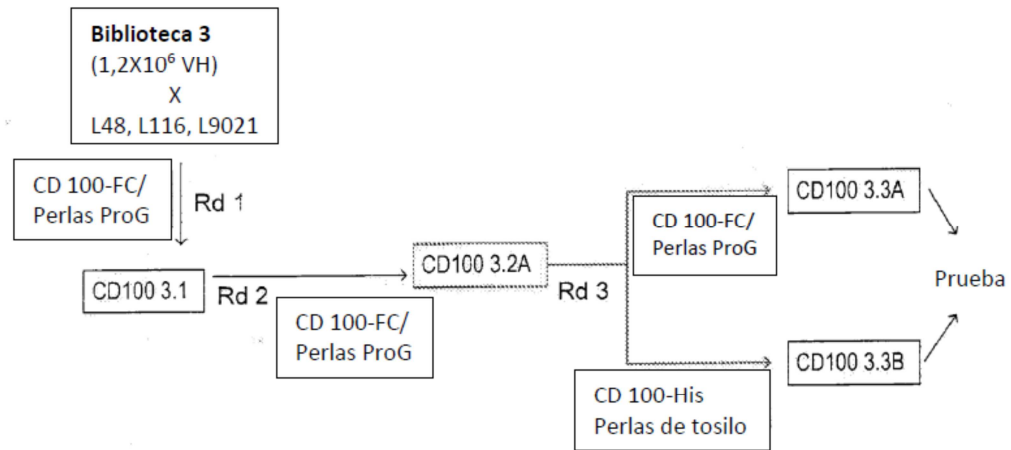 Biblioteca 3
(1,2X10⁶ VH)
X
L48, L116, L9021
CD 100-FC/
Perlas ProG
Rd 1
CD100 3.1
Rd 2
CD 100-FC/
Perlas ProG
CD100 3.2A
Rd 3
CD 100-FC/
Perlas ProG
CD100 3.3A
CD 100-His
Perlas de tosilo
CD100 3.3B
Prueba